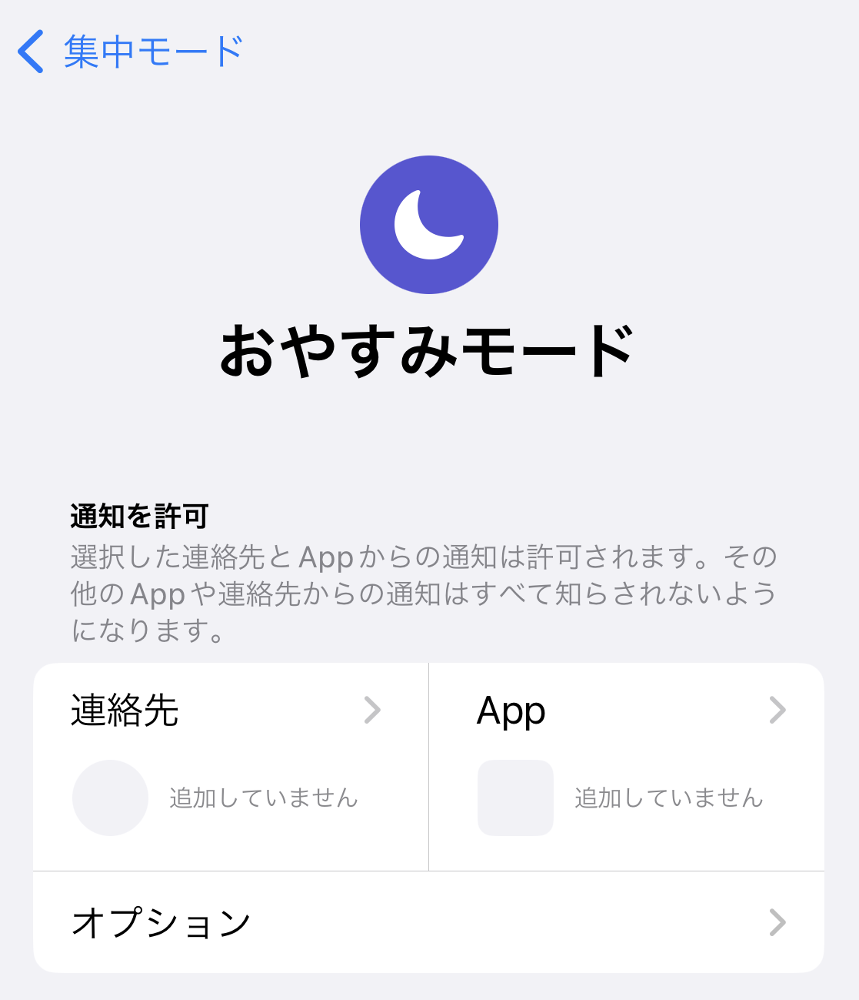 集中モード
おやすみモード
通知を許可
選択した連絡先とAppからの通知は許可されます。その
他のAppや連絡先からの通知はすべて知らされないよう
になります。
連絡先
App
追加していません
追加していません
オプション